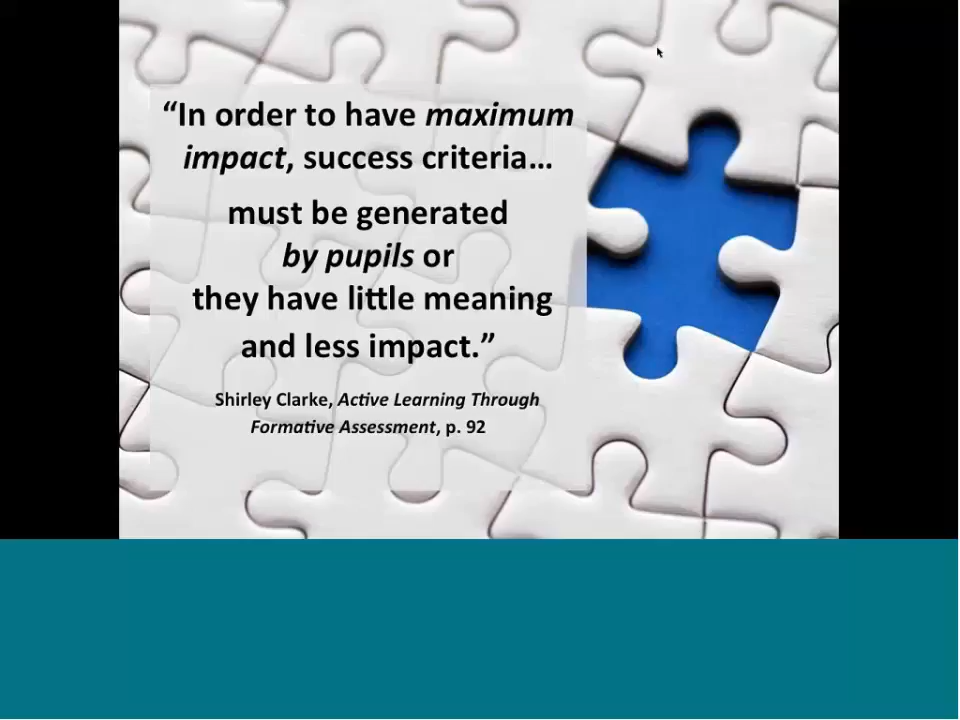 “In order to have maximum
impact, success criteria…
must be generated
by pupils or
they have little meaning
and less impact.”
Shirley Clarke, Active Learning Through
Formative Assessment, p. 92